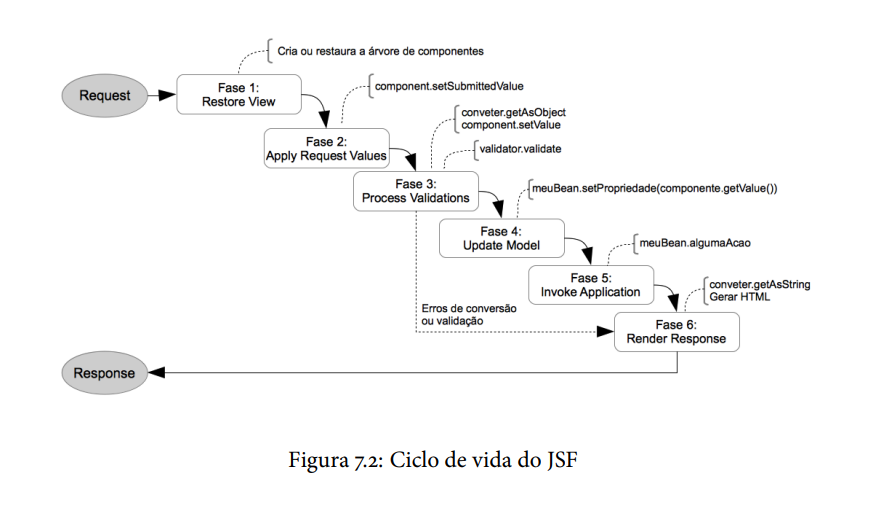 Cria ou restaura a árvore de componentes
Request
Fase 1:
Restore View
component.setSubmittedValue
Fase 2:
Apply Request Values
conveter.getAsObject
component.setValue
validator.validate
Fase 3:
Process Validations
meuBean.setPropriedade(componente.getValue())
Fase 4:
Update Model
meuBean.algumaAcao
Fase 5:
Invoke Application
conveter.getAsString
Gerar HTML
Erros de conversão
ou validação
Fase 6:
Render Response
Response
Figura 7.2: Ciclo de vida do JSF